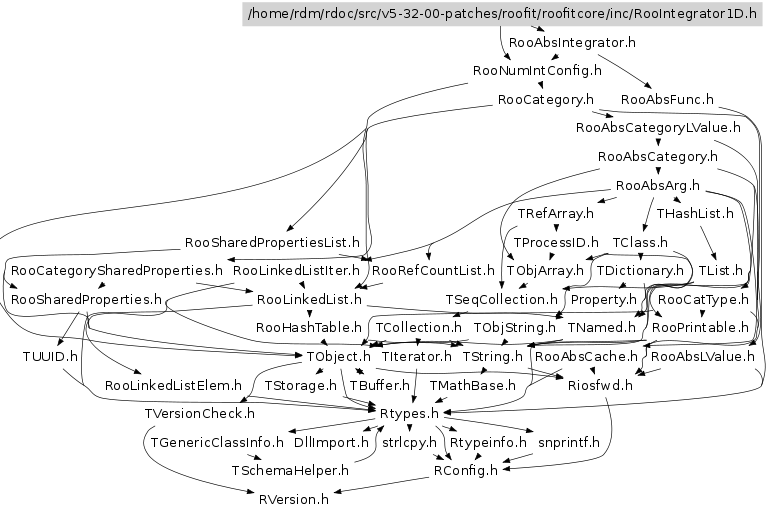 /home/rdm/rdoc/src/v5-32-00-patches/roofit/roofitcore/inc/RooIntegrator1D.h
RooAbsIntegrator.h
RooNumIntConfig.h
RooCategory.h
RooAbsFunc.h
RooAbsCategoryLValue.h
RooAbsCategory.h
RooAbsArg.h
TRefArray.h
THashList.h
RooSharedPropertiesList.h
TProcessID.h
TClass.h
RooCategorySharedProperties.h
RooLinkedListIter.h
RooRefCountList.h
TObjArray.h
TDictionary.h
TList.h
RooSharedProperties.h
RooLinkedList.h
TSeqCollection.h
Property.h
RooCatType.h
RooHashTable.h
TCollection.h
TObjString.h
TNamed.h
RooPrintable.h
TUUID.h
TObject.h
TIterator.h
TString.h
RooAbsCache.h
RooAbsLValue.h
RooLinkedListElem.h
TStorage.h
TBuffer.h
TMathBase.h
Riosfwd.h
TVersionCheck.h
Rtypes.h
TGenericClassInfo.h
DllImport.h
strlcpy.h
Rtypeinfo.h
snprintf.h
TSchemaHelper.h
RConfig.h
RVersion.h